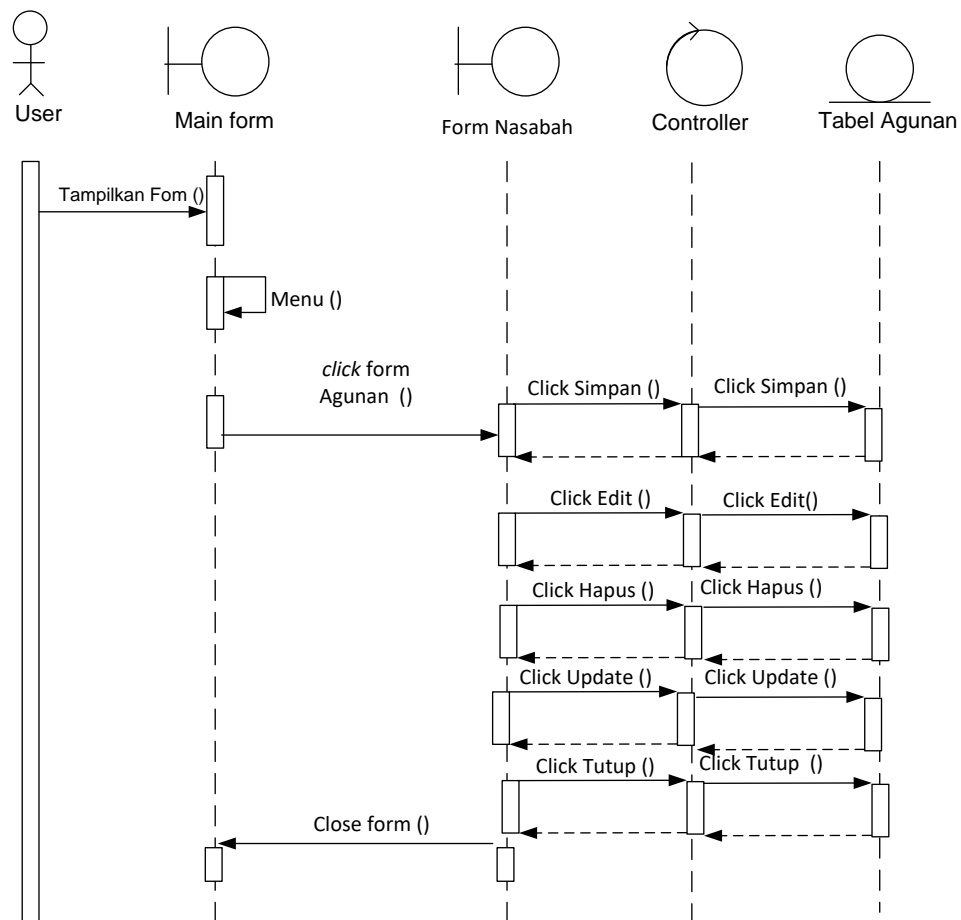 User
Main form
Form Nasabah
Controller
Tabel Agunan
Tampilkan Fom ()
Menu ()
click form
Agunan ()
Click Simpan ()
Click Simpan ()
Click Edit ()
Click Edit()
Click Hapus ()
Click Hapus ()
Click Update ()
Click Update ()
Click Tutup ()
Click Tutup ()
Close form ()